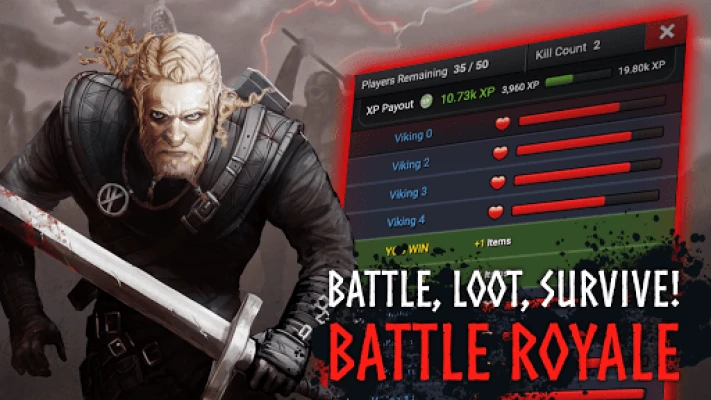 Players Remaining 35 / 50
Kill Count 2
XP Payout 10.73k XP 3,960 XP 19.80k XP
Viking 0
Viking 2
Viking 3
Viking 4
WIN +1 Items
BATTLE, LOOT, SURVIVE!
BATTLE ROYALE